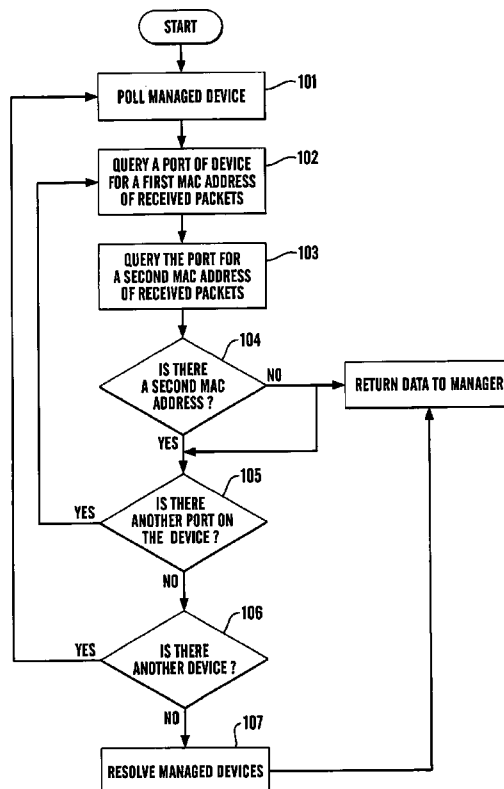 START
101
POLL MANAGED DEVICE
102
QUERY A PORT OF DEVICE
FOR A FIRST MAC ADDRESS
OF RECEIVED PACKETS
103
QUERY THE PORT FOR
A SECOND MAC ADDRESS
OF RECEIVED PACKETS
104
IS THERE
A SECOND MAC
ADDRESS ?
NO
RETURN DATA TO MANAGER
YES
105
IS THERE
ANOTHER PORT ON
THE DEVICE ?
YES
NO
106
IS THERE
ANOTHER DEVICE ?
YES
NO
107
RESOLVE MANAGED DEVICES